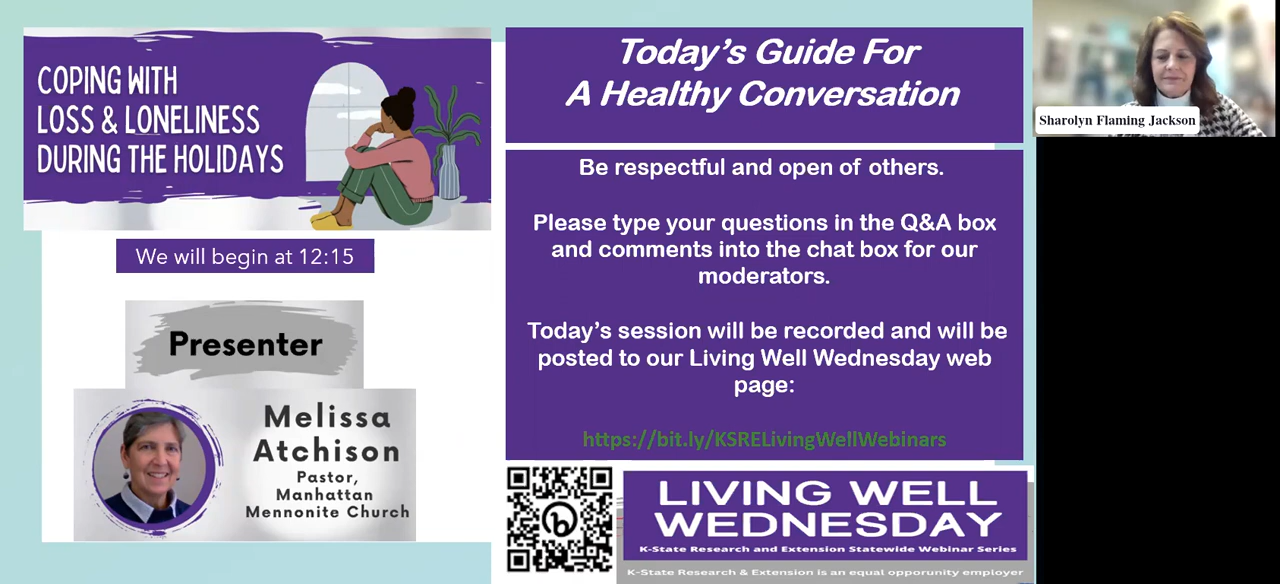 COPING WITH
LOSS & LONELINESS
DURING THE HOLIDAYS
We will begin at 12:15
Presenter
Melissa
Atchison
Pastor,
Manhattan
Mennonite Church
Today's Guide For
A Healthy Conversation
Be respectful and open of others.
Please type your questions in the Q&A box
and comments into the chat box for our
moderators.
Today's session will be recorded and will be
posted to our Living Well Wednesday web
page:
https://bit.ly/KSRELivingWellWebinars
b
LIVING WELL
WEDNESDAY
K-State Research and Extension Statewide Webinar Series
K-State Research & Extension is an equal opporunity employer
Sharolyn Flaming Jackson